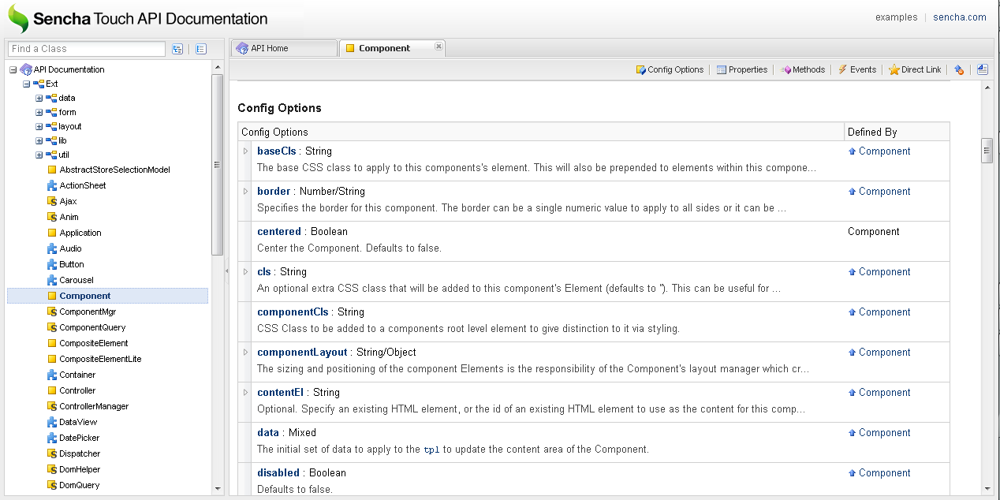 Sencha Touch API Documentation
examples | sencha.com
Find a Class
API Home
Component
Config Options
Properties
Methods
Events
Direct Link
API Documentation
Ext
data
form
layout
lib
util
AbstractStoreSelectionModel
ActionSheet
Ajax
Anim
Application
Audio
Button
Carousel
Component
ComponentMgr
ComponentQuery
CompositeElement
CompositeElementLite
Container
Controller
ControllerManager
DataView
DatePicker
Dispatcher
DomHelper
DomQuery
Config Options
Config Options Defined By
baseCls : String Component
The base CSS class to apply to this components's element. This will also be prepended to elements within this compone...
border : Number/String Component
Specifies the border for this component. The border can be a single numeric value to apply to all sides or it can be ...
centered : Boolean Component
Center the Component. Defaults to false.
cls : String Component
An optional extra CSS class that will be added to this component's Element (defaults to ''). This can be useful for ...
componentCls : String Component
CSS Class to be added to a components root level element to give distinction to it via styling.
componentLayout : String/Object Component
The sizing and positioning of the component Elements is the responsibility of the Component's layout manager which cr...
contentEl : String Component
Optional. Specify an existing HTML element, or the id of an existing HTML element to use as the content for this comp...
data : Mixed Component
The initial set of data to apply to the tpl to update the content area of the Component.
disabled : Boolean Component
Defaults to false.